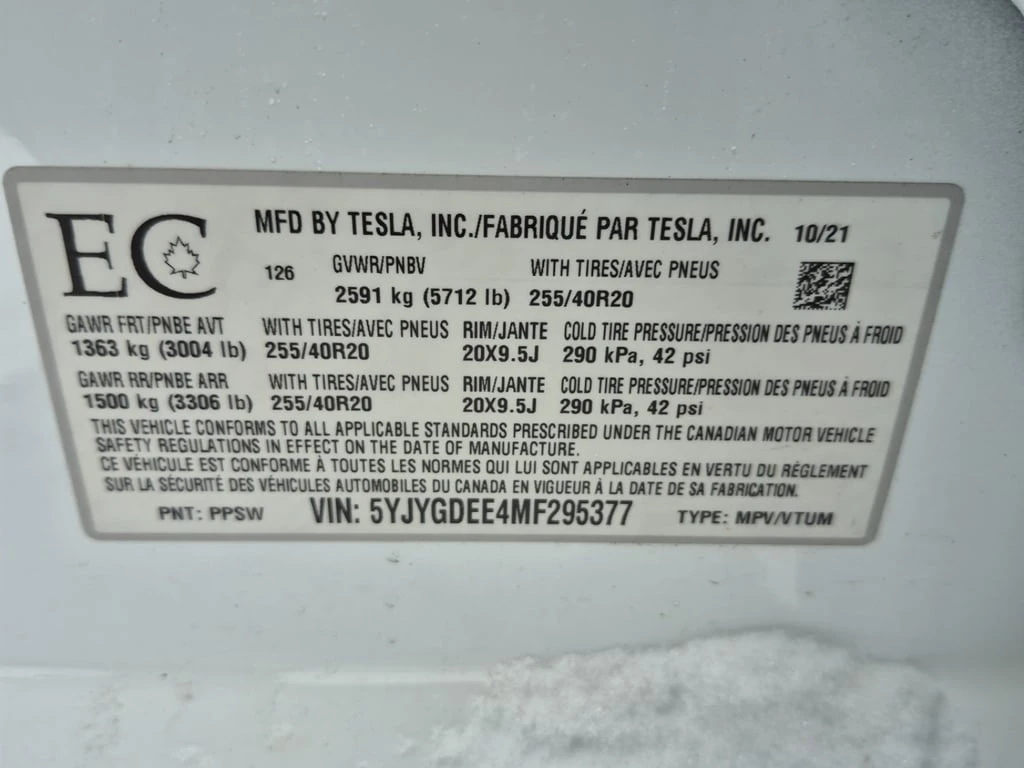 EC
MFD BY TESLA, INC./FABRIQUÉ PAR TESLA, INC. 10/21
126 GVWR/PNBV WITH TIRES/AVEC PNEUS
2591 kg (5712 lb) 255/40R20
GAWR FRT/PNBE AVT WITH TIRES/AVEC PNEUS RIM/JANTE COLD TIRE PRESSURE/PRESSION DES PNEUS À FROID
1363 kg (3004 lb) 255/40R20 20X9.5J 290 kPa, 42 psi
GAWR RR/PNBE ARR WITH TIRES/AVEC PNEUS RIM/JANTE COLD TIRE PRESSURE/PRESSION DES PNEUS À FROID
1500 kg (3306 lb) 255/40R20 20X9.5J 290 kPa, 42 psi
THIS VEHICLE CONFORMS TO ALL APPLICABLE STANDARDS PRESCRIBED UNDER THE CANADIAN MOTOR VEHICLE
SAFETY REGULATIONS IN EFFECT ON THE DATE OF MANUFACTURE.
CE VÉHICULE EST CONFORME À TOUTES LES NORMES QUI LUI SONT APPLICABLES EN VERTU DU RÈGLEMENT
SUR LA SÉCURITÉ DES VÉHICULES AUTOMOBILES DU CANADA EN VIGUEUR À LA DATE DE SA FABRICATION.
PNT: PPSW VIN: 5YJYGDEE4MF295377 TYPE: MPV/VTUM